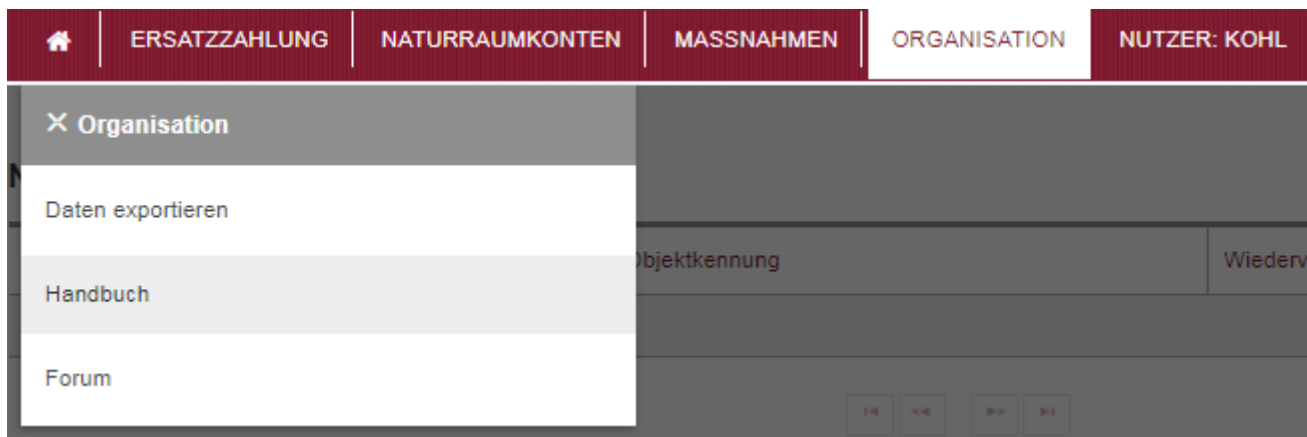 ERSATZZAHLUNG NATURRAUMKONTEN MASSNAHMEN ORGANISATION NUTZER: KOHL
× Organisation
Daten exportieren
Objektkennung
Handbuch
Forum